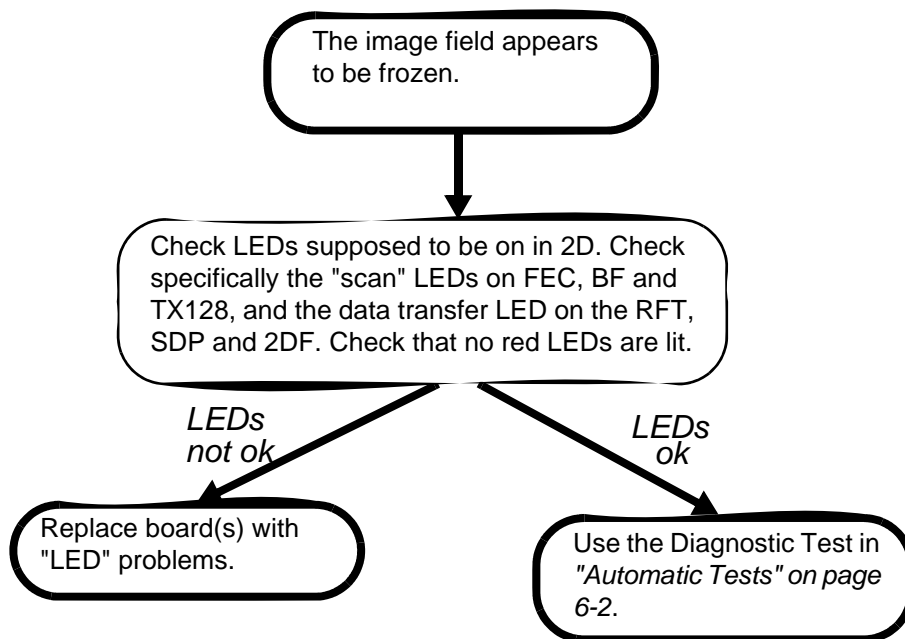 The image field appears
to be frozen.
Check LEDs supposed to be on in 2D. Check
specifically the "scan" LEDs on FEC, BF and
TX128, and the data transfer LED on the RFT,
SDP and 2DF. Check that no red LEDs are lit.
LEDs
not ok
LEDs
ok
Replace board(s) with
"LED" problems.
Use the Diagnostic Test in
"Automatic Tests" on page
6-2.